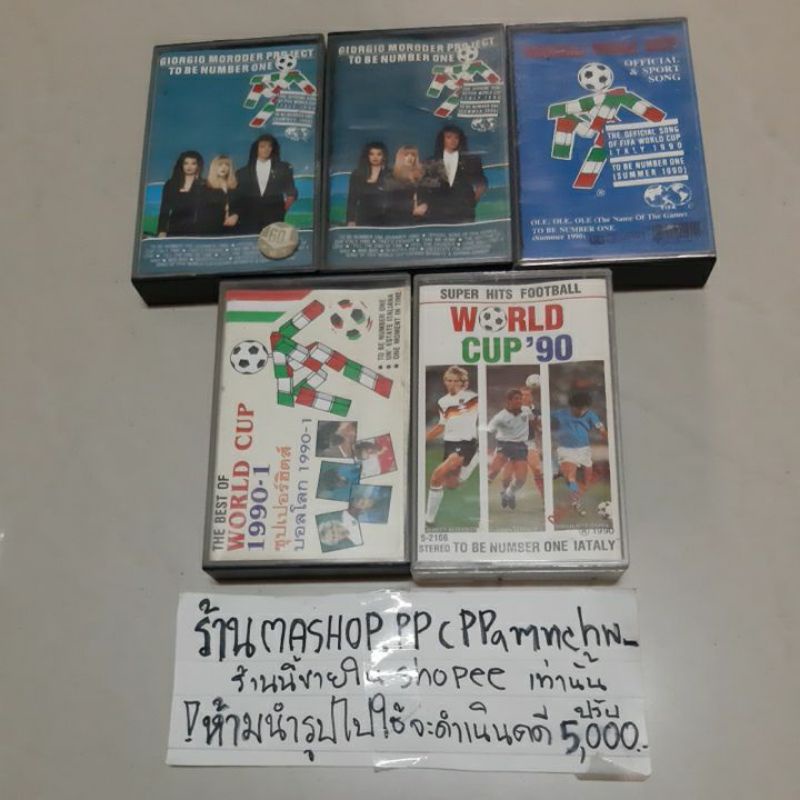 GIORGIO MORODER PROJECT
TO BE NUMBER ONE
GIORGIO MORODER PROJECT
TO BE NUMBER ONE
OFFICIAL
& SPORT
SONG
THE OFFICIAL SONG
OF FIFA WORLD CUP
ITALY 1990
TO BE NUMBER ONE
(SUMMER 1990)
OLE, OLE, OLE (The Name Of The Game)
TO BE NUMBER ONE
(Summer 1990)
THE BEST OF
WORLD CUP
1990-1
ซุปเปอร์ฮิตส์
บอลโลก 1990-1
TO BE NUMBER ONE
UN' ESTATE ITALIANA
ONE MOMENT IN TIME
SUPER HITS FOOTBALL
WORLD
CUP '90
℗ 1990
S-2166
STEREO TO BE NUMBER ONE IATALY
ร้าน MASHOP.PP
ร้านนี้ขายใน shopee เท่านั้น
!ห้ามนำรูปไปใช้จะดำเนินคดี ปรับ 5,000.-